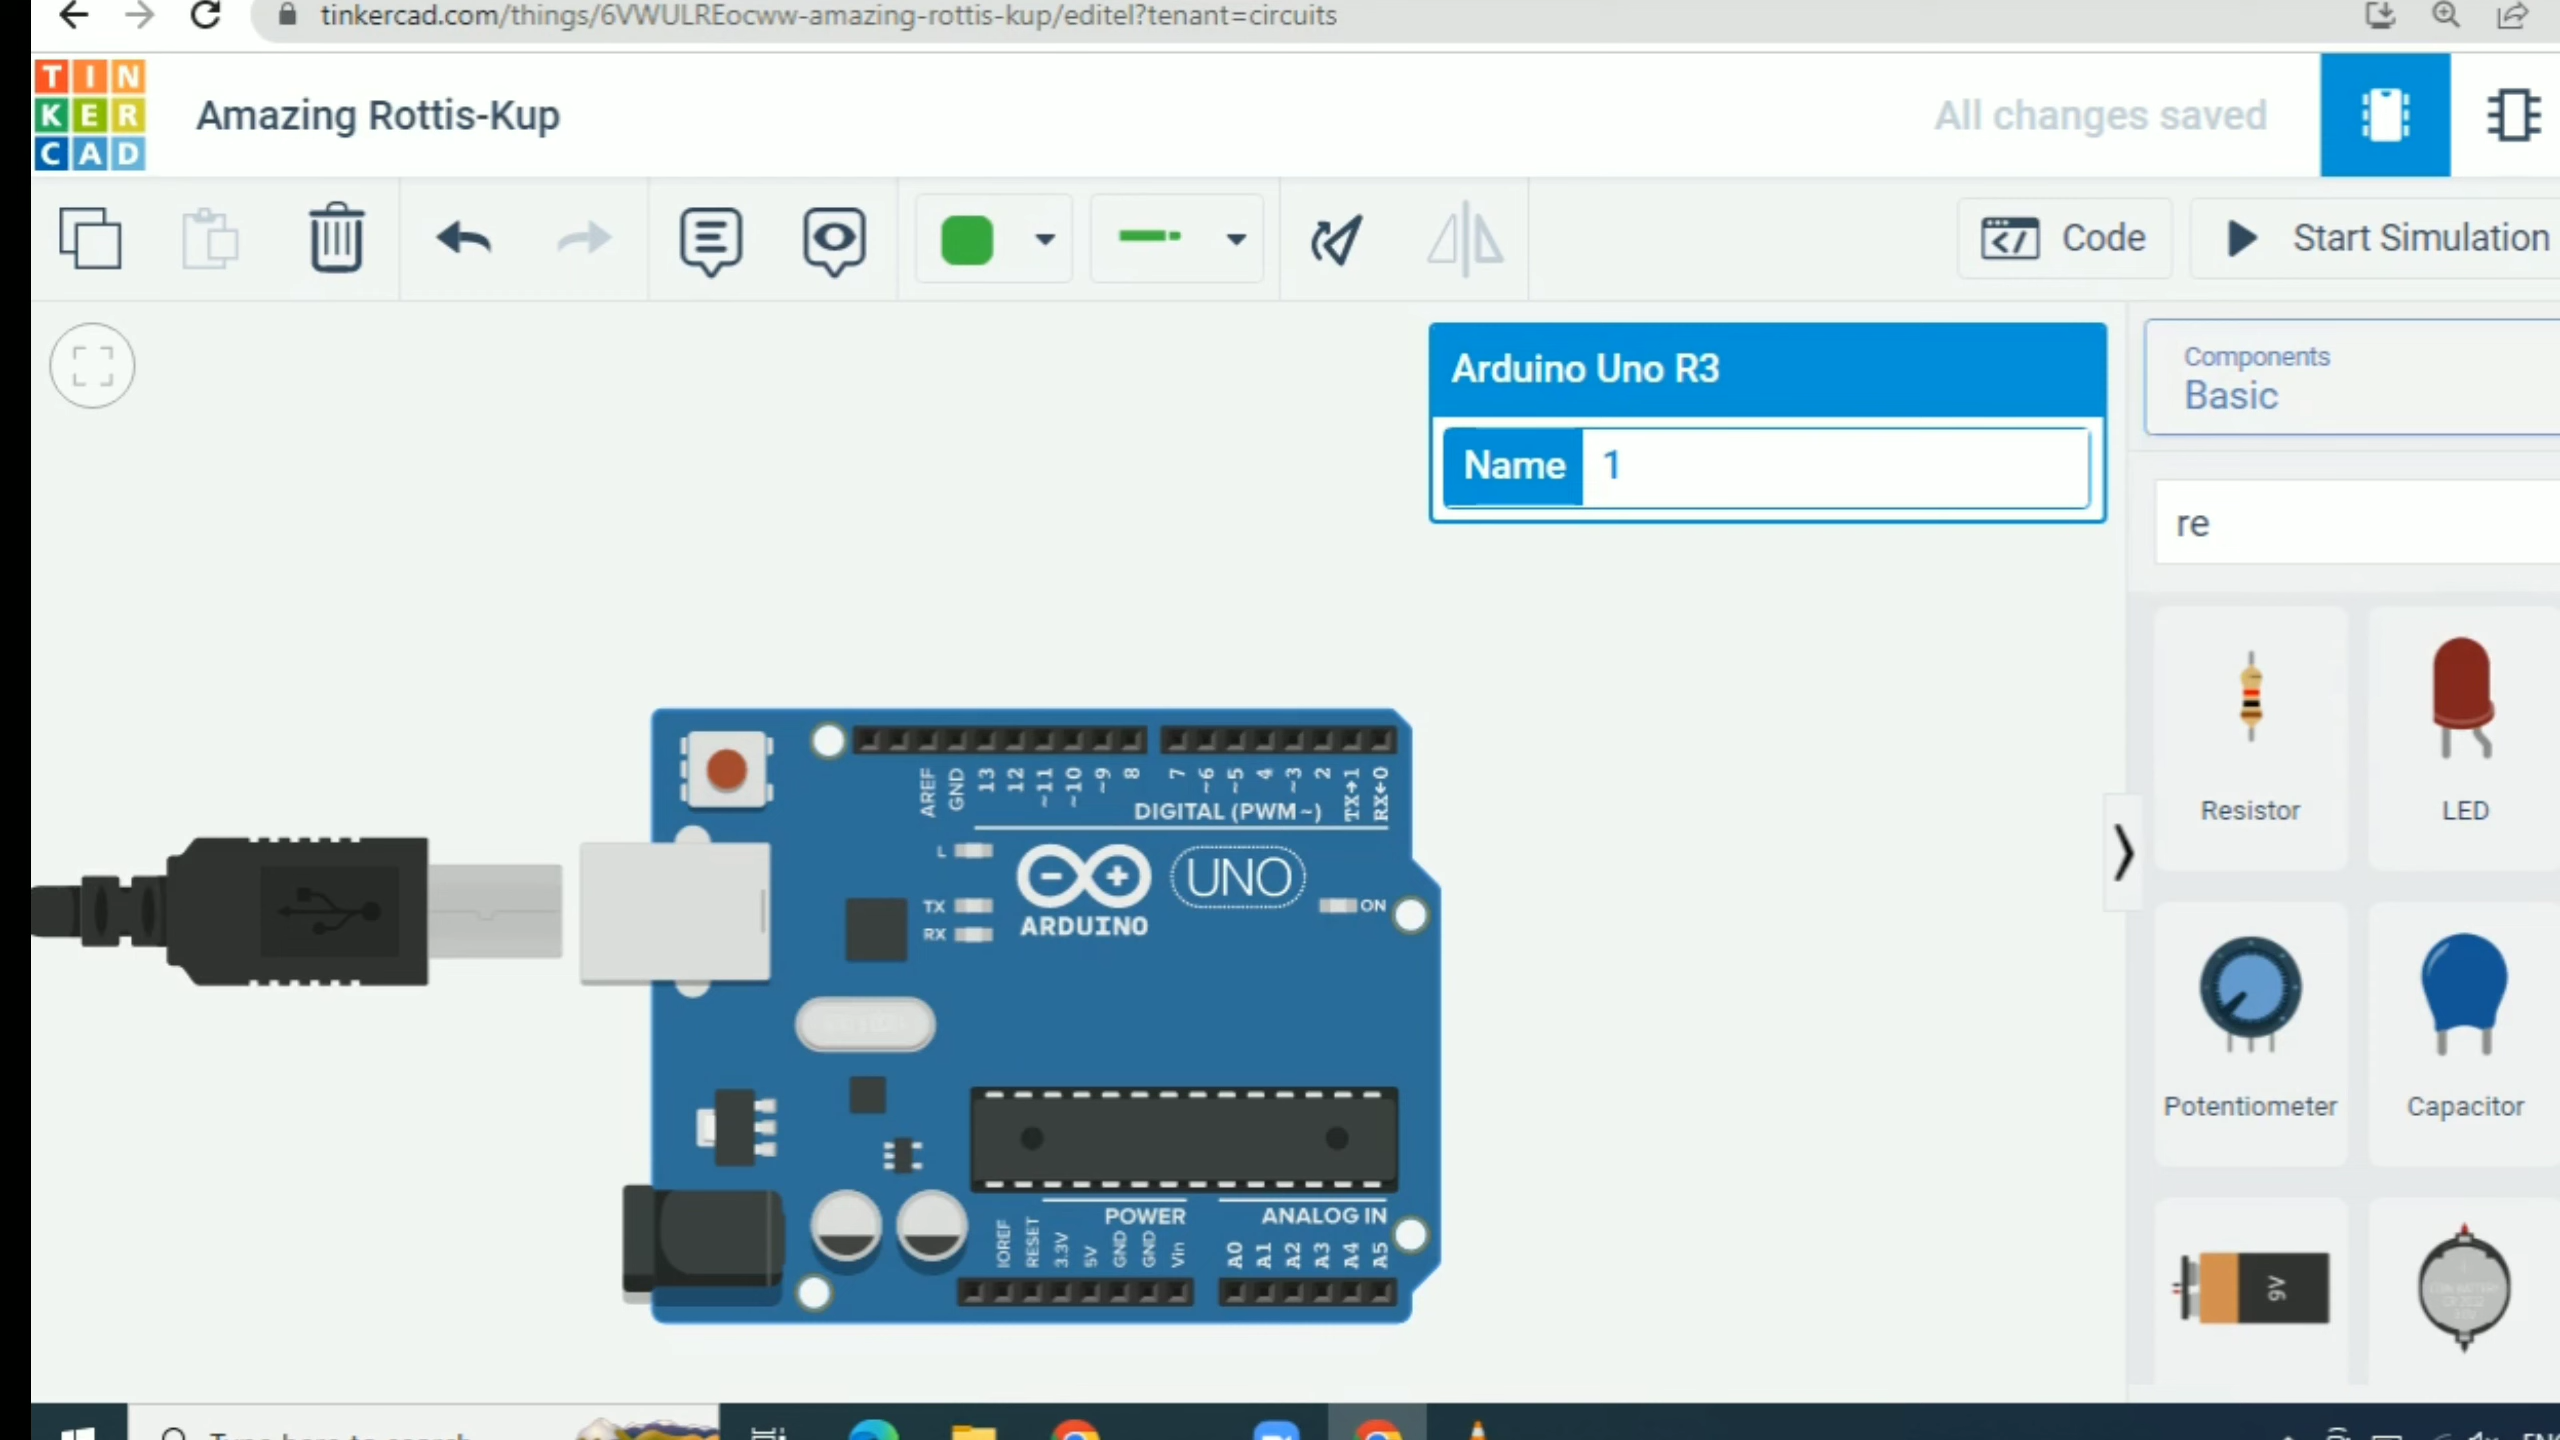 tinkercad.com/things/6VWULREocww-amazing-rottis-kup/editel?tenant=circuits
TIN
KER
CAD
Amazing Rottis-Kup
All changes saved
Code
Start Simulation
Arduino Uno R3
Name 1
Components
Basic
re
Resistor
LED
Potentiometer
Capacitor
9V
AREF
GND
13
12
~11
~10
~9
8
7
~6
~5
4
~3
2
TX→1
RX←0
DIGITAL (PWM ~)
L
TX
RX
ARDUINO
UNO
ON
POWER
ANALOG IN
IOREF
RESET
3.3V
5V
GND
GND
Vin
A0
A1
A2
A3
A4
A5
Type here to search